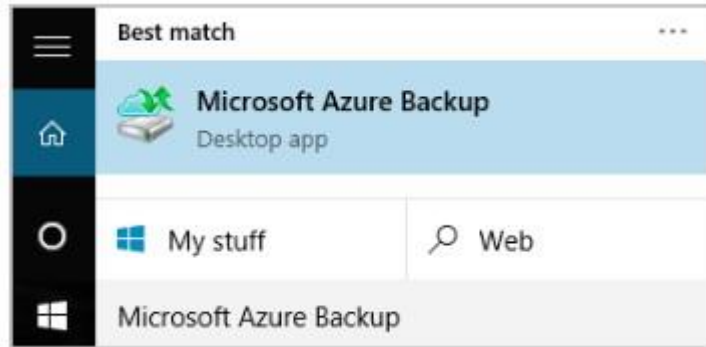 Best match
Microsoft Azure Backup
Desktop app
My stuff
Web
Microsoft Azure Backup